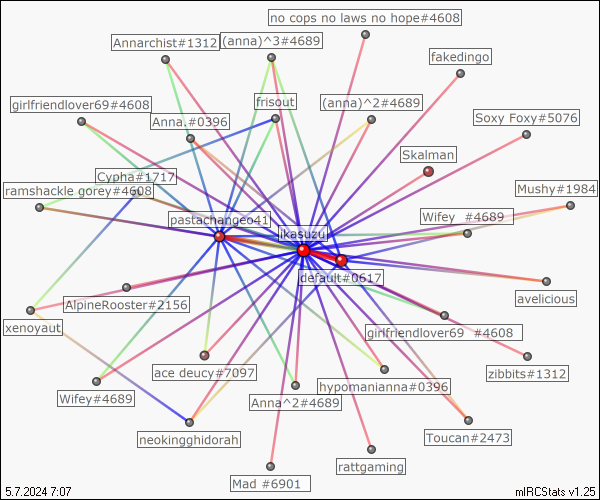 no cops no laws no hope#4608
Annarchist#1312
(anna)^3#4689
fakedingo
girlfriendlover69#4608
frisout
(anna)^2#4689
Anna.#0396
Soxy Foxy#5076
Skalman
Cypha#1717
ramshackle gorey#4608
Mushy#1984
pastachange041
Wifey #4689
ikasuzu
default#0617
AlpineRooster#2156
avelicious
xenoyaut
girlfriendlover69 #4608
ace deucy#7097
zibbits#1312
hypomanianna#0396
Wifey#4689
Anna^2#4689
neokingghidorah
Toucan#2473
rattgaming
Mad #6901
5.7.2024 7:07
mIRCStats v1.25